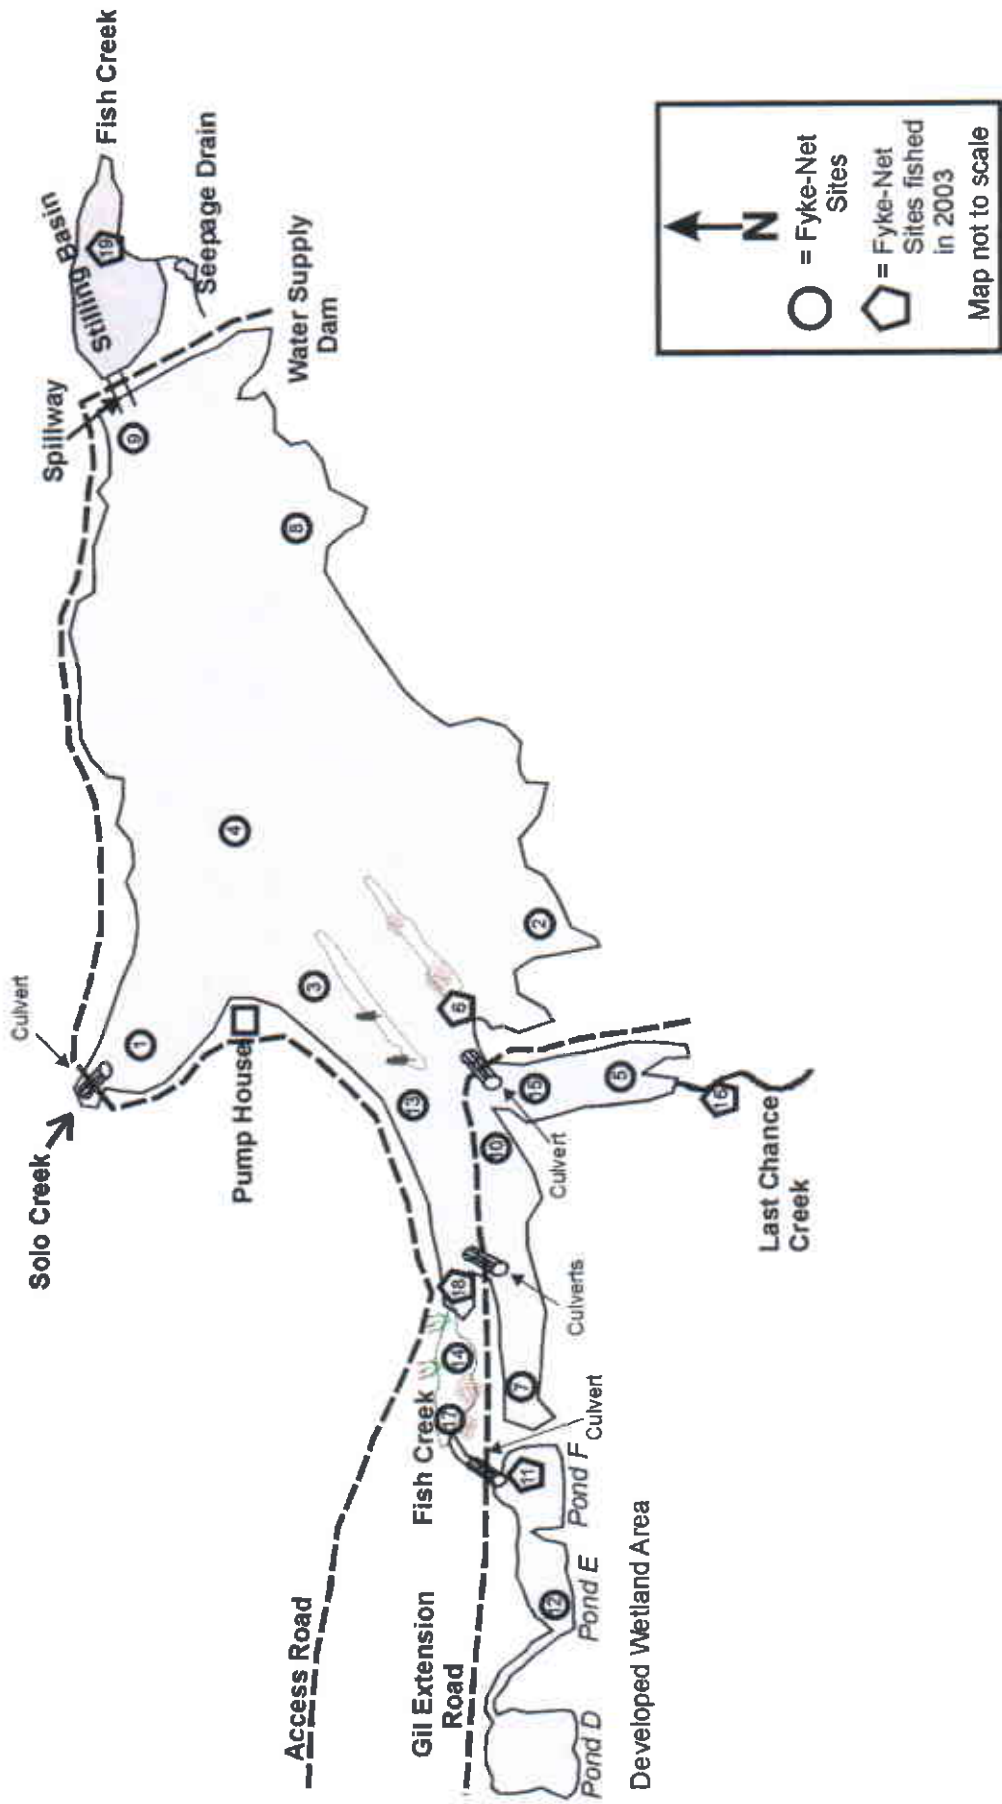 Solo Creek
Culvert
1
Pump House
4
3
13
Spillway
9
8
Stilling Basin
19
Fish Creek
Seepage Drain
Water Supply
Dam
Access Road
Gil Extension
Road
Fish Creek
17
14
18
6
2
10
15
5
16
Culvert
Last Chance
Creek
Culverts
7
Culvert
11
Pond F
12
Pond E
Pond D
Developed Wetland Area
N
= Fyke-Net
Sites
= Fyke-Net
Sites fished
in 2003
Map not to scale